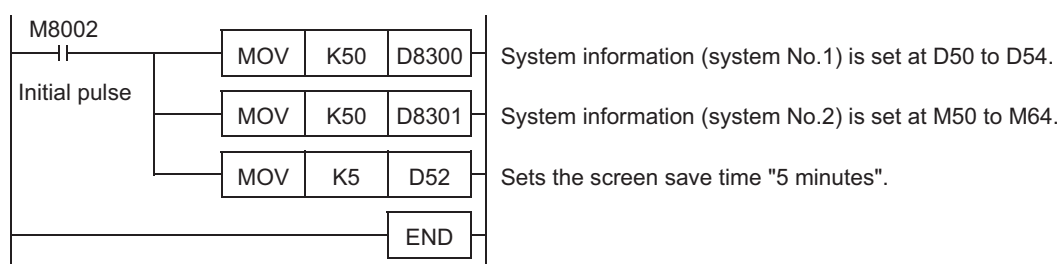 M8002
MOV K50 D8300 System information (system No.1) is set at D50 to D54.
Initial pulse
MOV K50 D8301 System information (system No.2) is set at M50 to M64.
MOV K5 D52 Sets the screen save time "5 minutes".
END